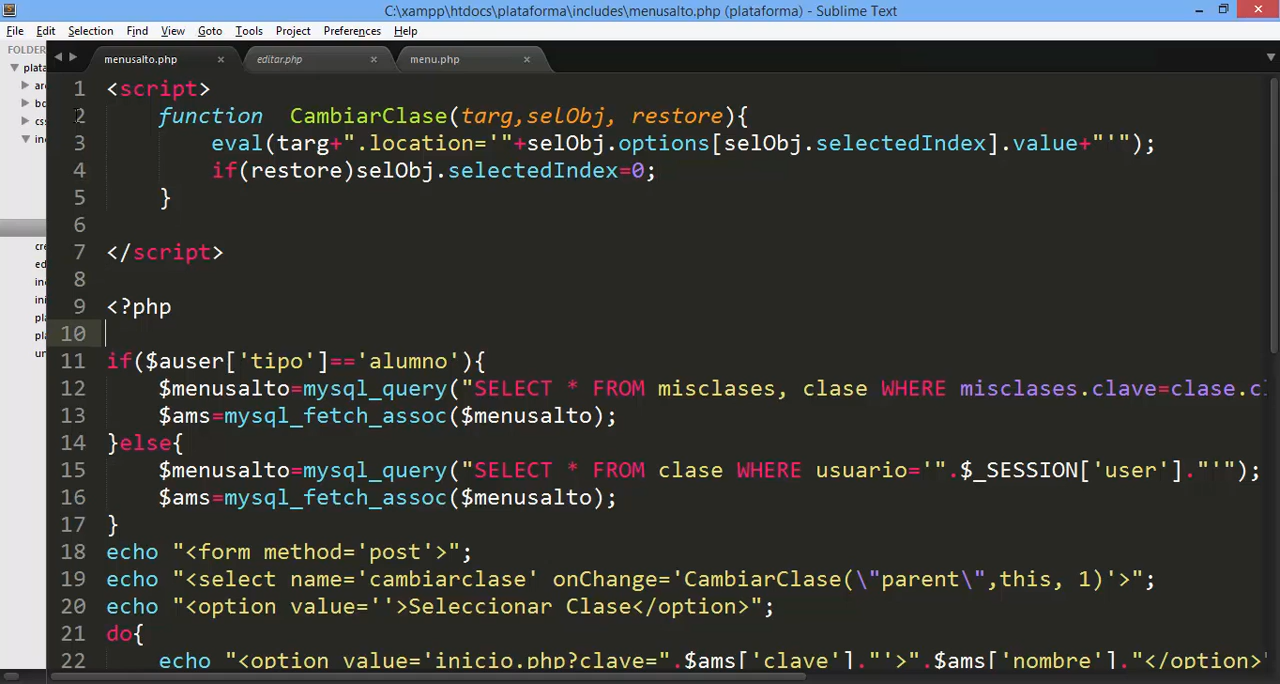 C:\xampp\htdocs\plataforma\includes\menusalto.php (plataforma) - Sublime Text
File Edit Selection Find View Goto Tools Project Preferences Help
FOLDER
menusalto.php × editar.php × menu.php ×
plata
1 <script>
2 function  CambiarClase(targ,selObj, restore){
3 eval(targ+".location='"+selObj.options[selObj.selectedIndex].value+"'");
4 if(restore)selObj.selectedIndex=0;
5 }
6
7 </script>
8
9 <?php
10
11 if($auser['tipo']=='alumno'){
12 $menusalto=mysql_query("SELECT * FROM misclases, clase WHERE misclases.clave=clase.cl
13 $ams=mysql_fetch_assoc($menusalto);
14 }else{
15 $menusalto=mysql_query("SELECT * FROM clase WHERE usuario='".$_SESSION['user']."'");
16 $ams=mysql_fetch_assoc($menusalto);
17 }
18 echo "<form method='post'>";
19 echo "<select name='cambiarclase' onChange='CambiarClase(\"parent\",this, 1)'>";
20 echo "<option value=''>Seleccionar Clase</option>";
21 do{
22 echo "<option value='inicio.php?clave=".$ams['clave']."'>".$ams['nombre']."</option>"